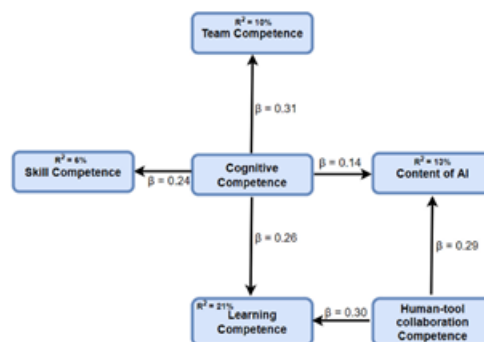 R² = 10%
Team Competence
β = 0.31
R² = 6%
Skill Competence
β = 0.24
Cognitive
Competence
β = 0.14
R² = 12%
Content of AI
β = 0.26
β = 0.29
R² = 21%
Learning
Competence
β = 0.30
Human-tool
collaboration
Competence